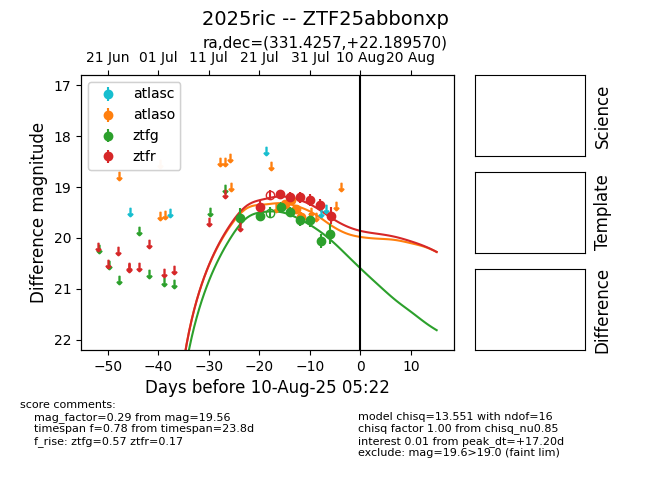 2025ric -- ZTF25abbonxp
ra,dec=(331.4257,+22.189570)
21 Jun 01 Jul 11 Jul 21 Jul 31 Jul 10 Aug 20 Aug
17
18
19
20
21
22
Difference magnitude
atlasc
atlaso
ztfg
ztfr
−50 −40 −30 −20 −10 0 10
Days before 10-Aug-25 05:22
Science
Template
Difference
score comments:
mag_factor=0.29 from mag=19.56
timespan f=0.78 from timespan=23.8d
f_rise: ztfg=0.57 ztfr=0.17
model chisq=13.551 with ndof=16
chisq factor 1.00 from chisq_nu0.85
interest 0.01 from peak_dt=+17.20d
exclude: mag=19.6>19.0 (faint lim)